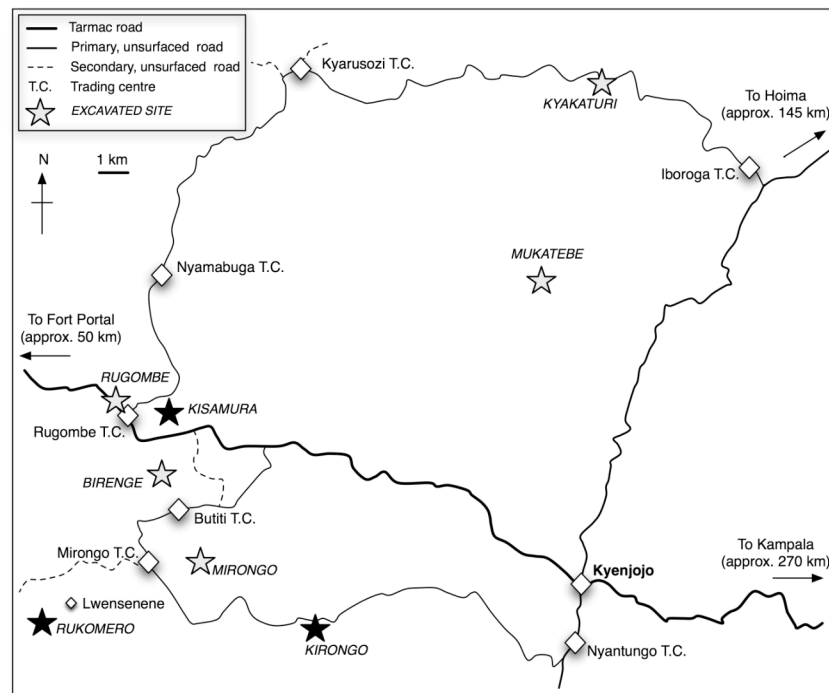 Tarmac road
Primary, unsurfaced road
Secondary, unsurfaced road
T.C. Trading centre
EXCAVATED SITE
N
1 km
Kyarusozi T.C.
KYAKATURI
To Hoima
(approx. 145 km)
Iboroga T.C.
Nyamabuga T.C.
MUKATEBE
To Fort Portal
(approx. 50 km)
RUGOMBE
KISAMURA
Rugombe T.C.
BIRENGE
Butiti T.C.
Mirongo T.C.
MIRONGO
Kyenjojo
To Kampala
(approx. 270 km)
Lwensenene
RUKOMERO
KIRONGO
Nyantungo T.C.